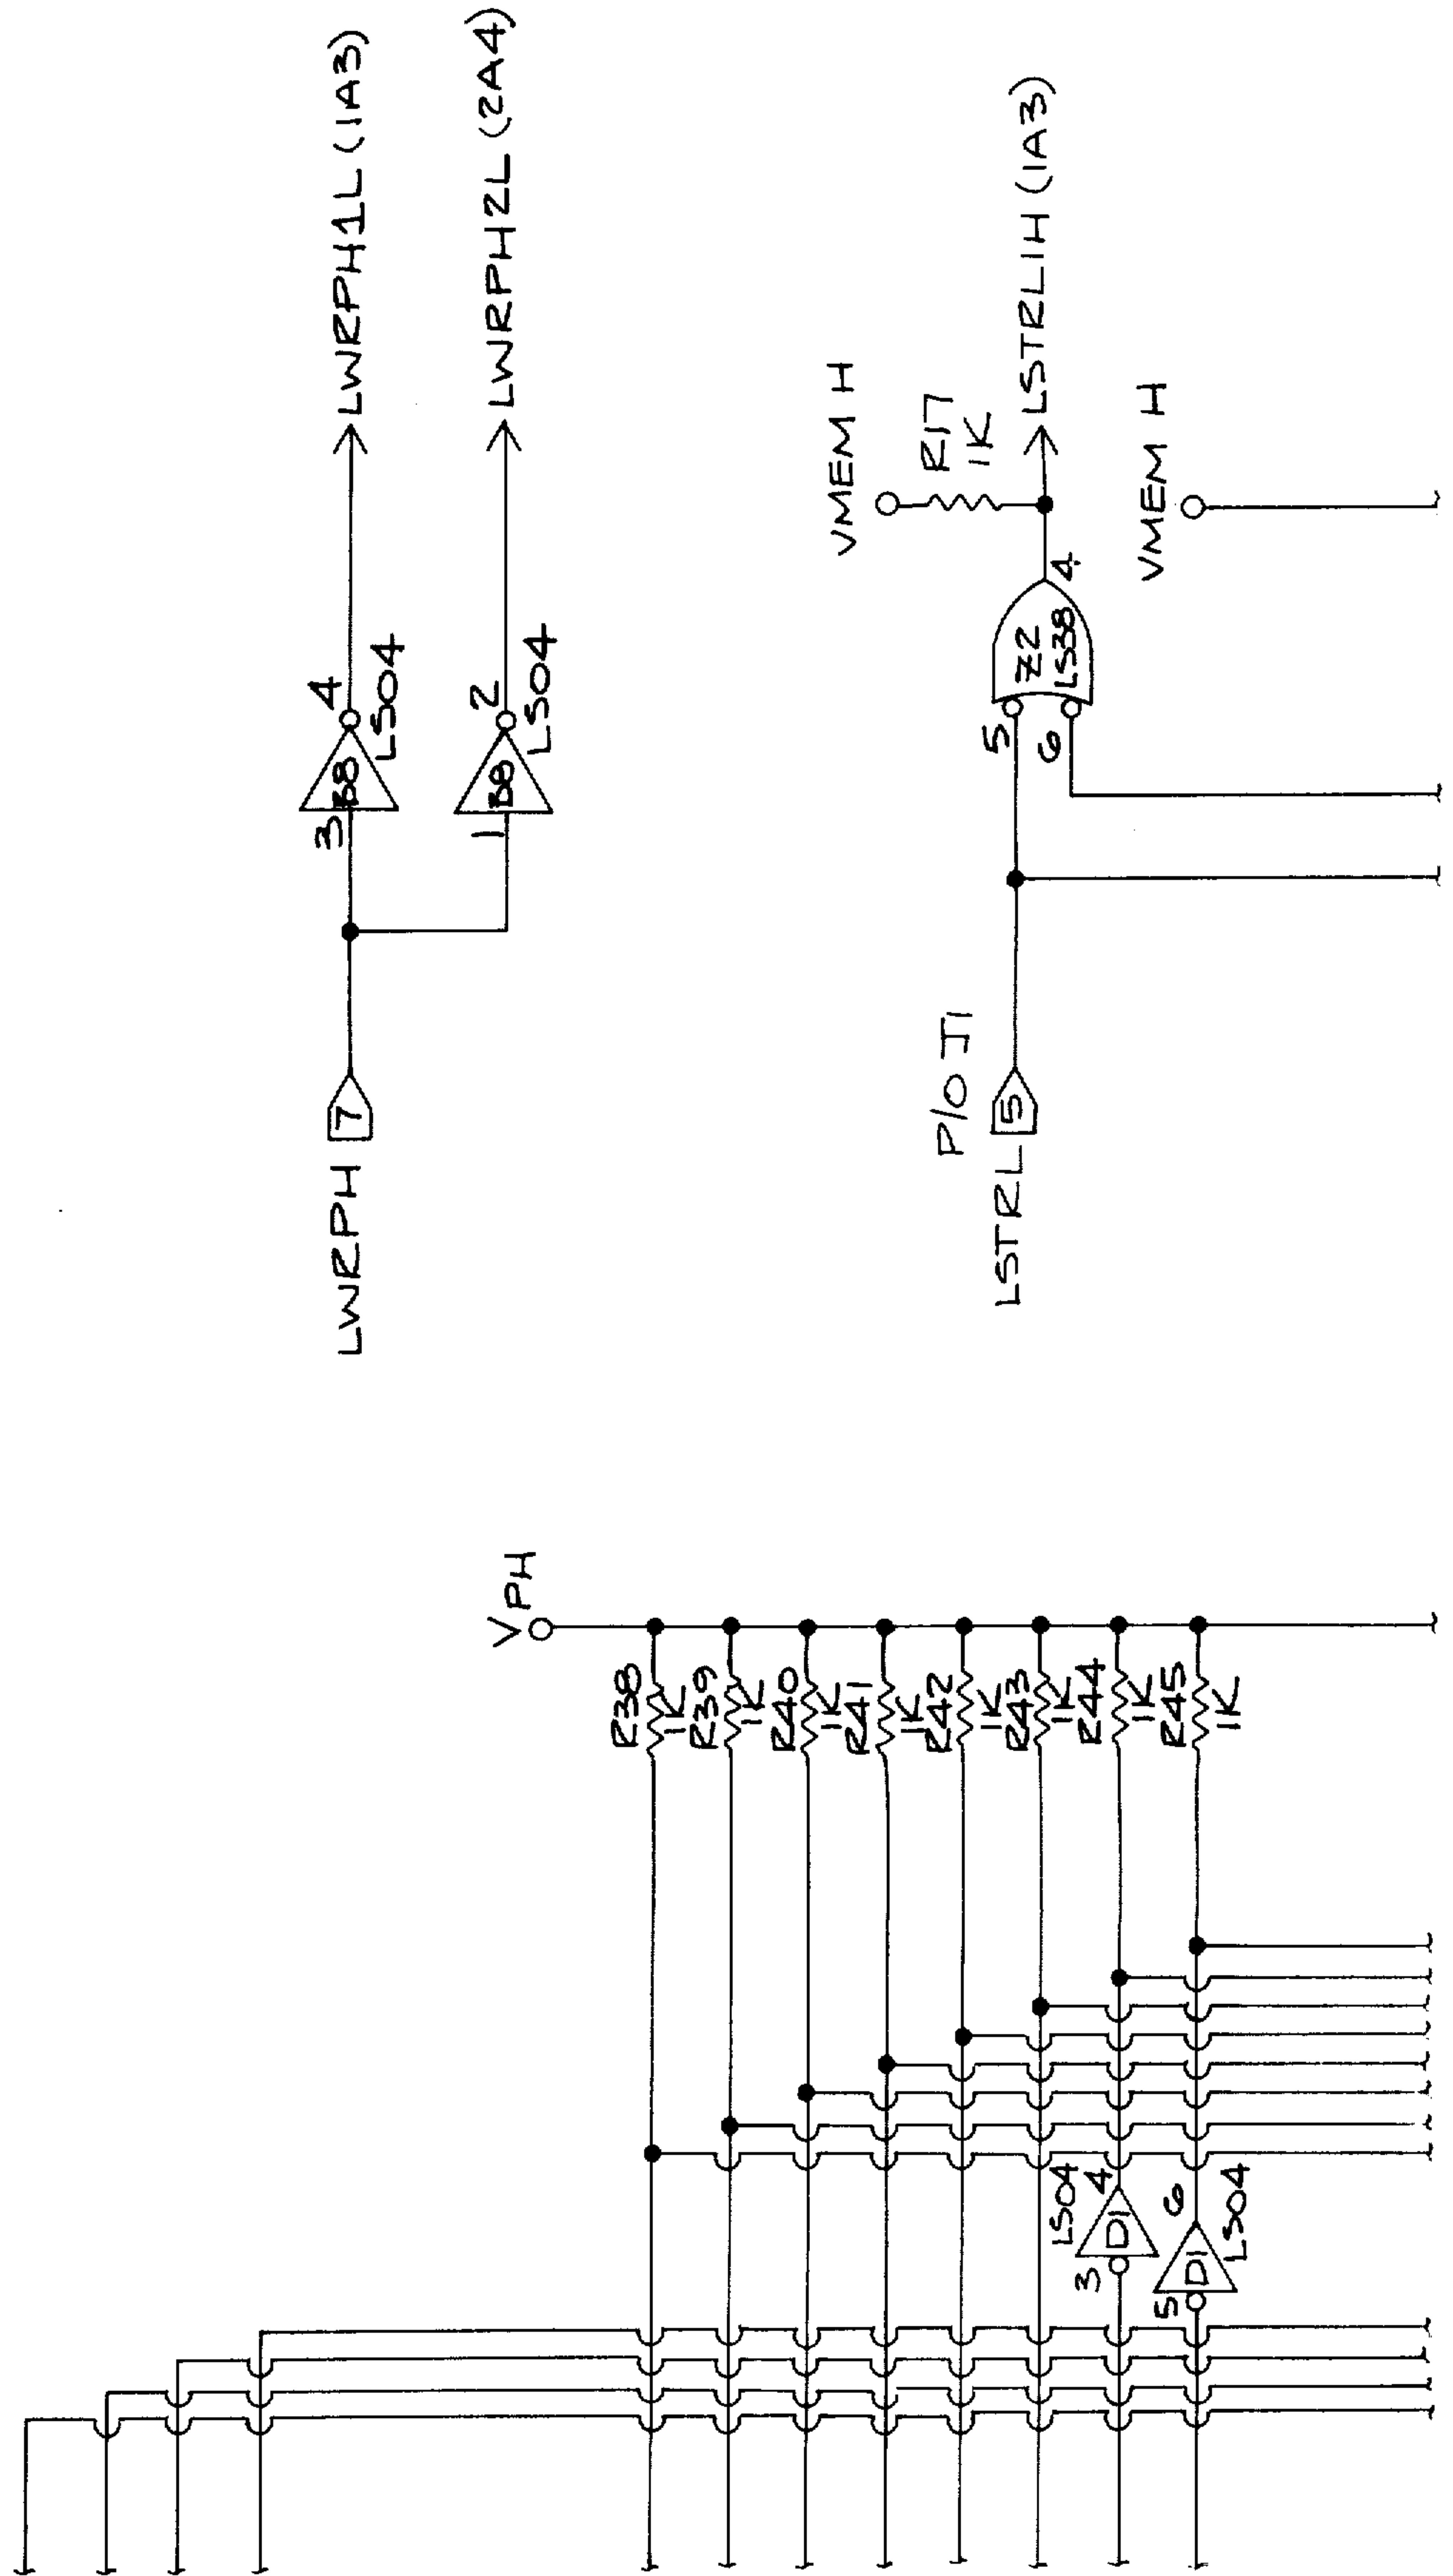 VPH
R38
1K
R39
1K
R40
1K
R41
1K
R42
1K
R43
1K
R44
1K
R45
1K
LS04
3 D1 4
5 D1 6
LS04
LWRPH 7
3 B8 4
LS04
LWRPH1L (1A3)
1 B8 2
LS04
LWRPH2L (2A4)
P/O J1
LSTRL 5
5
6
Z2
LS38
4
VMEM H
R17
1K
LSTRL1H (1A3)
VMEM H